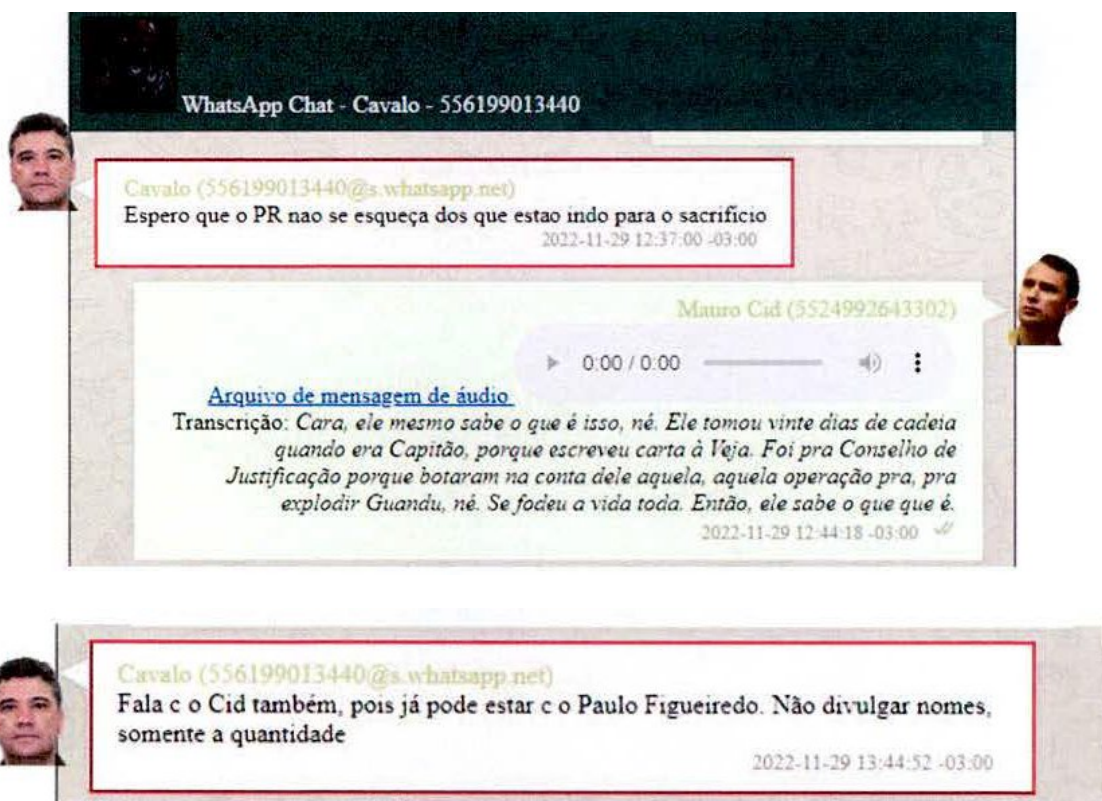 WhatsApp Chat - Cavalo - 556199013440
Cavalo (556199013440@s.whatsapp.net)
Espero que o PR nao se esqueça dos que estao indo para o sacrificio
2022-11-29 12:37:00 -03:00
Mauro Cid (5524992643302)
0:00 / 0:00
Arquivo de mensagem de áudio
Transcrição: Cara, ele mesmo sabe o que é isso, né. Ele tomou vinte dias de cadeia
quando era Capitão, porque escreveu carta à Veja. Foi pra Conselho de
Justificação porque botaram na conta dele aquela, aquela operação pra, pra
explodir Guandu, né. Se fodeu a vida toda. Então, ele sabe o que que é.
2022-11-29 12:44:18 -03:00
Cavalo (556199013440@s.whatsapp.net)
Fala c o Cid também, pois já pode estar c o Paulo Figueiredo. Não divulgar nomes,
somente a quantidade
2022-11-29 13:44:52 -03:00